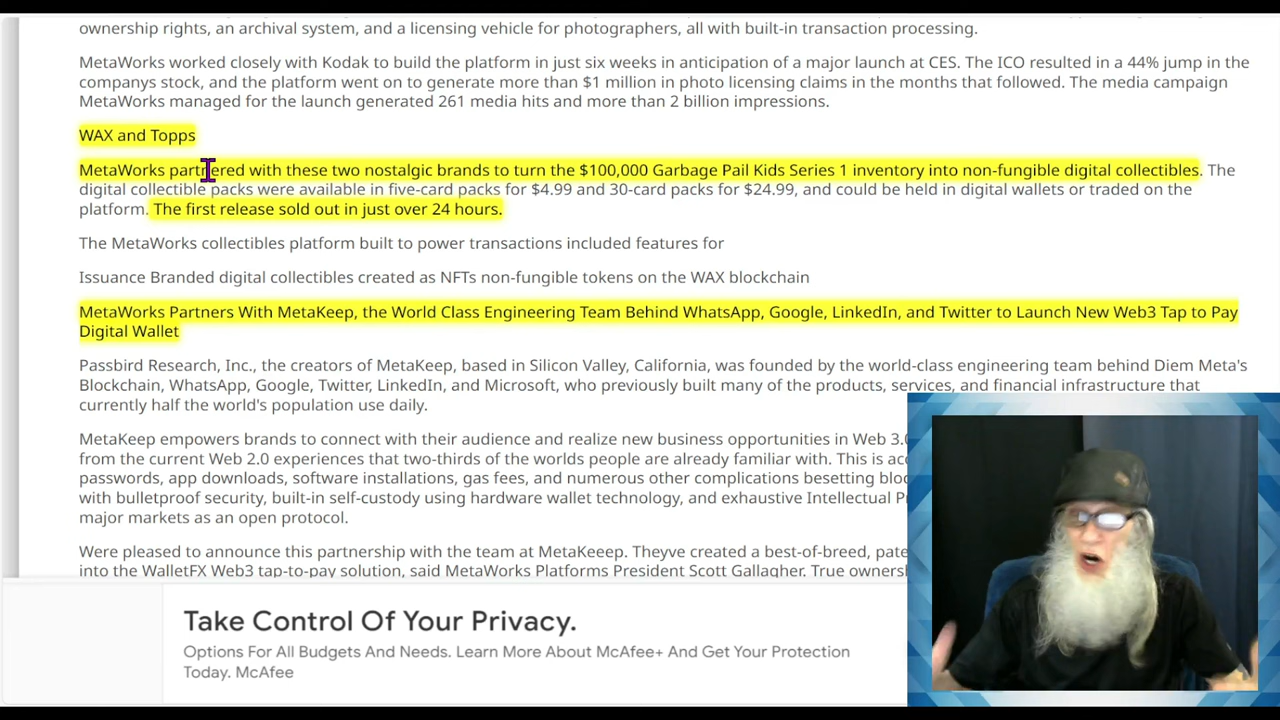 ownership rights, an archival system, and a licensing vehicle for photographers, all with built-in transaction processing.
MetaWorks worked closely with Kodak to build the platform in just six weeks in anticipation of a major launch at CES. The ICO resulted in a 44% jump in the
companys stock, and the platform went on to generate more than $1 million in photo licensing claims in the months that followed. The media campaign
MetaWorks managed for the launch generated 261 media hits and more than 2 billion impressions.
WAX and Topps
MetaWorks partnered with these two nostalgic brands to turn the $100,000 Garbage Pail Kids Series 1 inventory into non-fungible digital collectibles. The
digital collectible packs were available in five-card packs for $4.99 and 30-card packs for $24.99, and could be held in digital wallets or traded on the
platform. The first release sold out in just over 24 hours.
The MetaWorks collectibles platform built to power transactions included features for
Issuance Branded digital collectibles created as NFTs non-fungible tokens on the WAX blockchain
MetaWorks Partners With MetaKeep, the World Class Engineering Team Behind WhatsApp, Google, LinkedIn, and Twitter to Launch New Web3 Tap to Pay
Digital Wallet
Passbird Research, Inc., the creators of MetaKeep, based in Silicon Valley, California, was founded by the world-class engineering team behind Diem Meta's
Blockchain, WhatsApp, Google, Twitter, LinkedIn, and Microsoft, who previously built many of the products, services, and financial infrastructure that
currently half the world's population use daily.
MetaKeep empowers brands to connect with their audience and realize new business opportunities in Web 3.0
from the current Web 2.0 experiences that two-thirds of the worlds people are already familiar with. This is
passwords, app downloads, software installations, gas fees, and numerous other complications besetting
with bulletproof security, built-in self-custody using hardware wallet technology, and exhaustive Intellectual
major markets as an open protocol.
Were pleased to announce this partnership with the team at MetaKeeep. Theyve created a best-of-breed,
into the WalletFX Web3 tap-to-pay solution, said MetaWorks Platforms President Scott Gallagher. True
Take Control Of Your Privacy.
Options For All Budgets And Needs. Learn More About McAfee+ And Get Your Protection
Today. McAfee